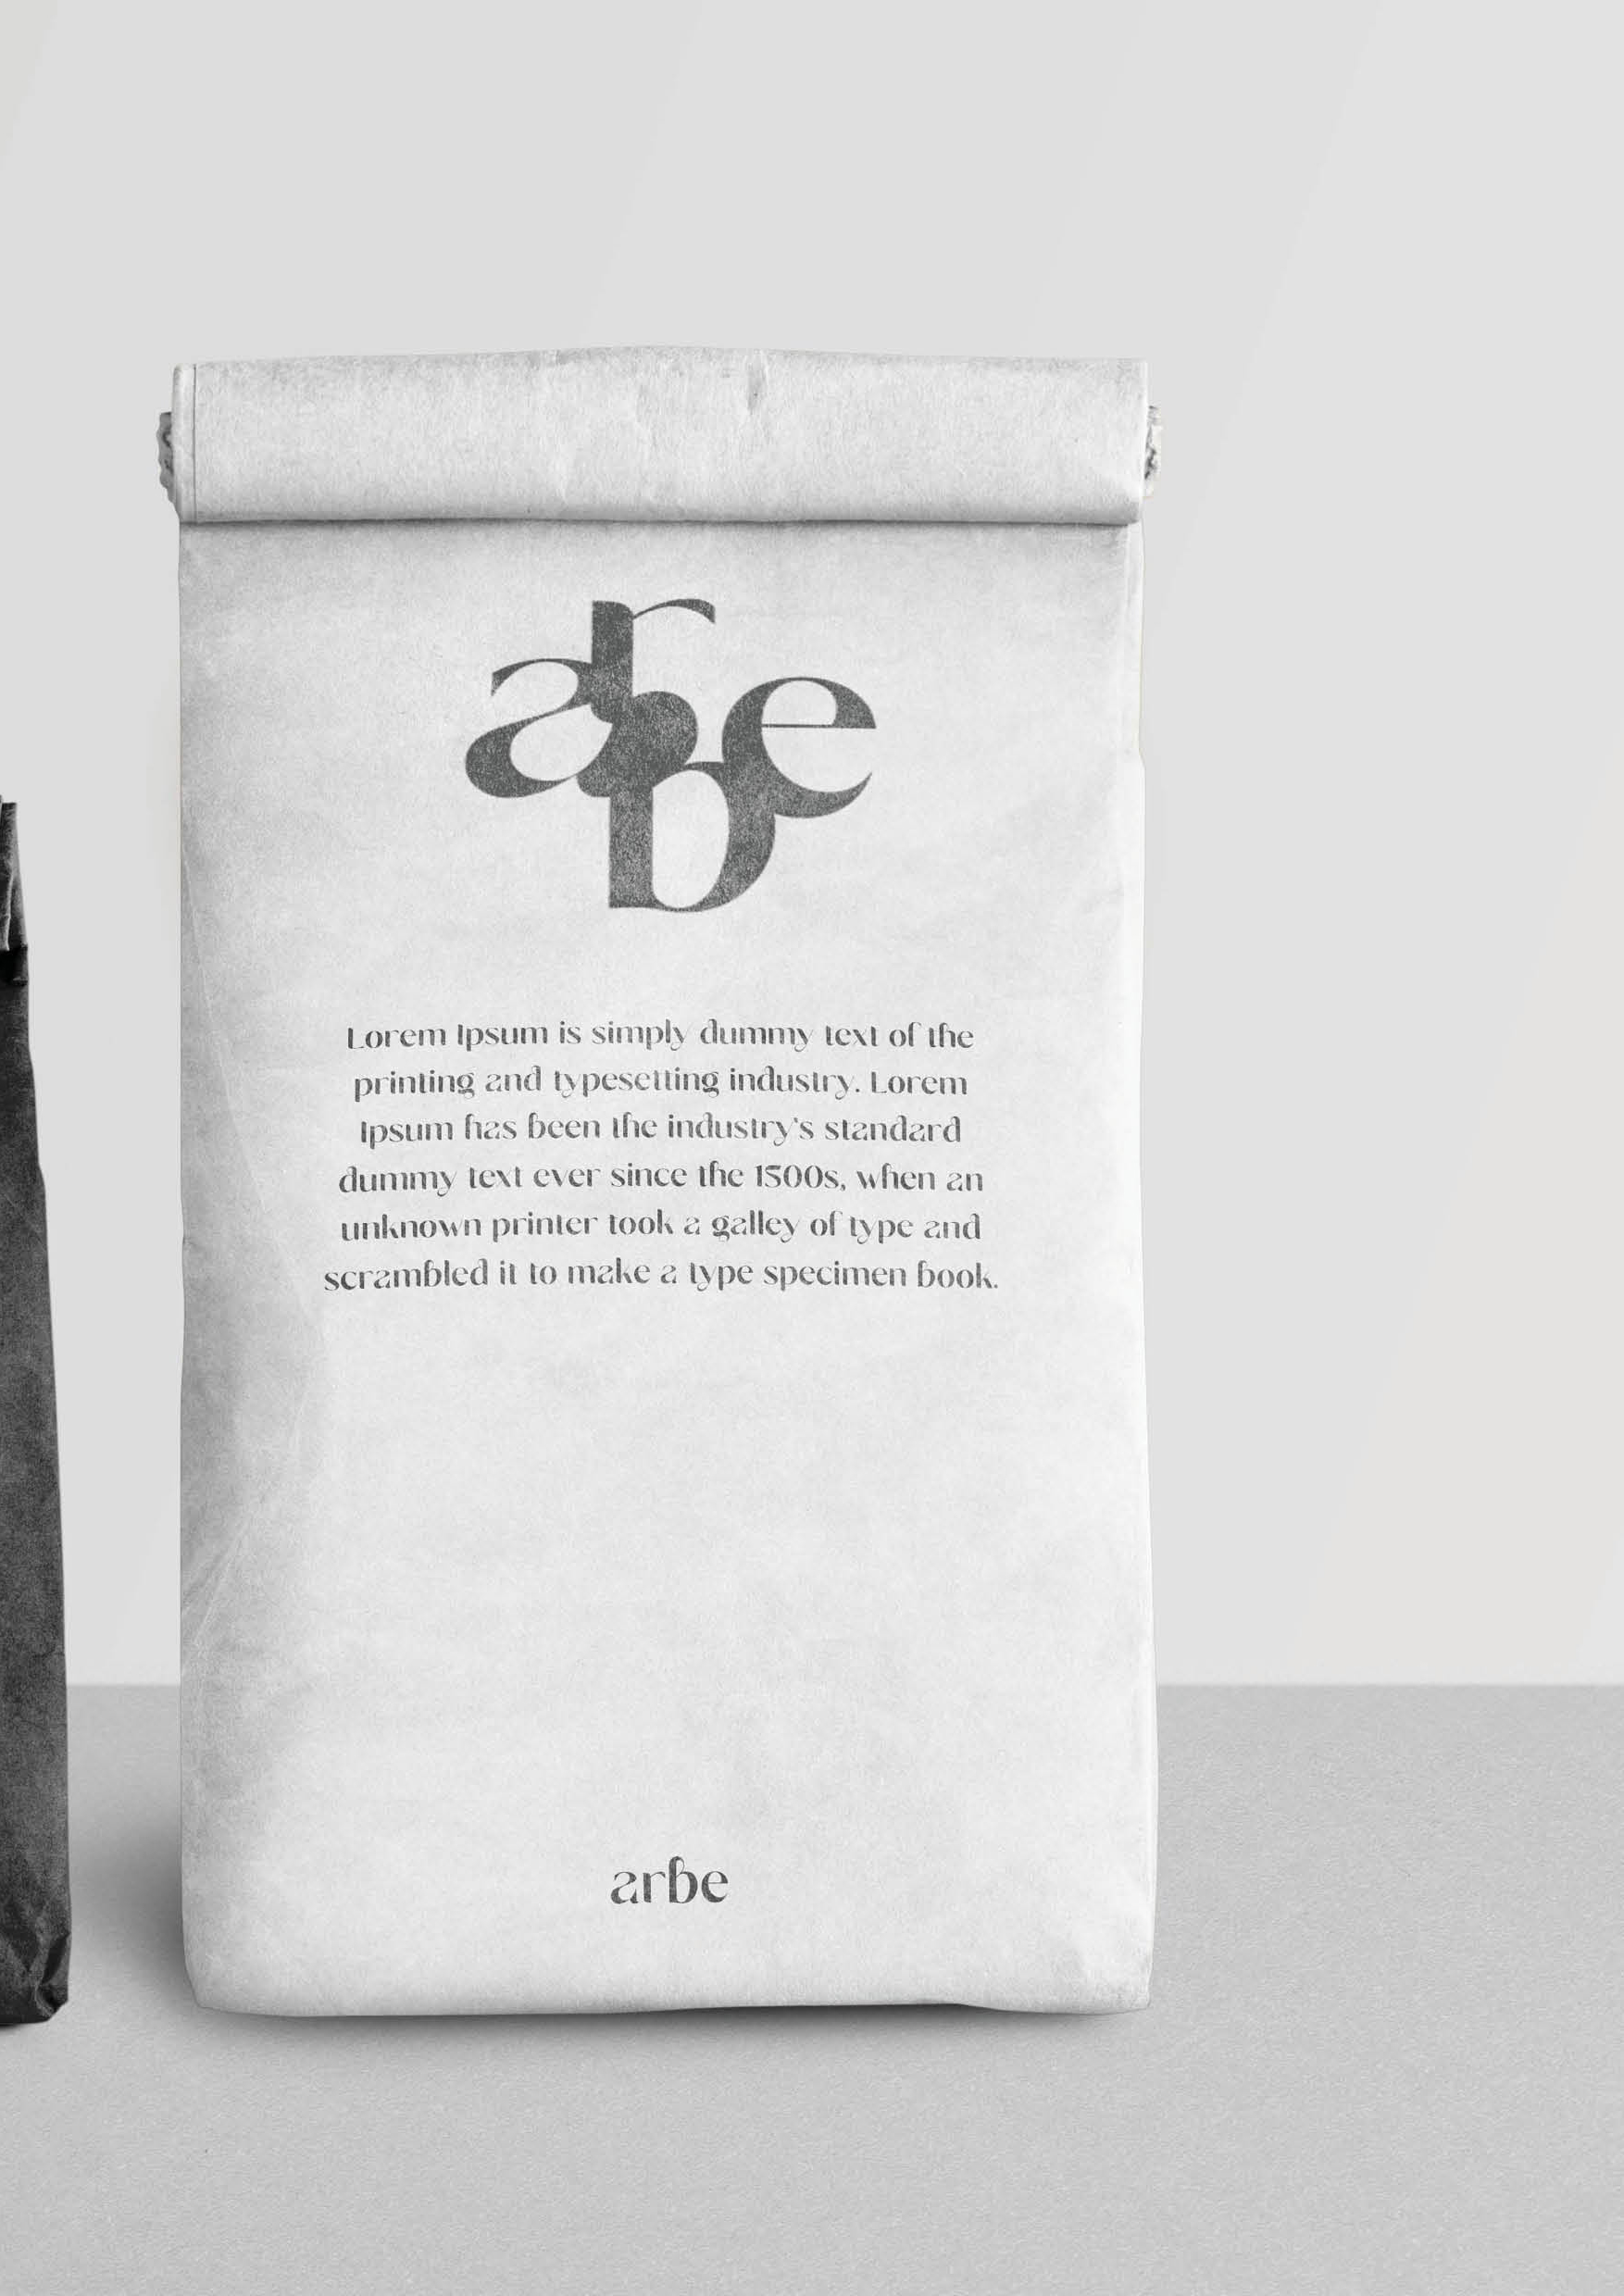 arbe
Lorem Ipsum is simply dummy text of the
printing and typesetting industry. Lorem
Ipsum has been the industry's standard
dummy text ever since the 1500s, when an
unknown printer took a galley of type and
scrambled it to make a type specimen book.
arbe